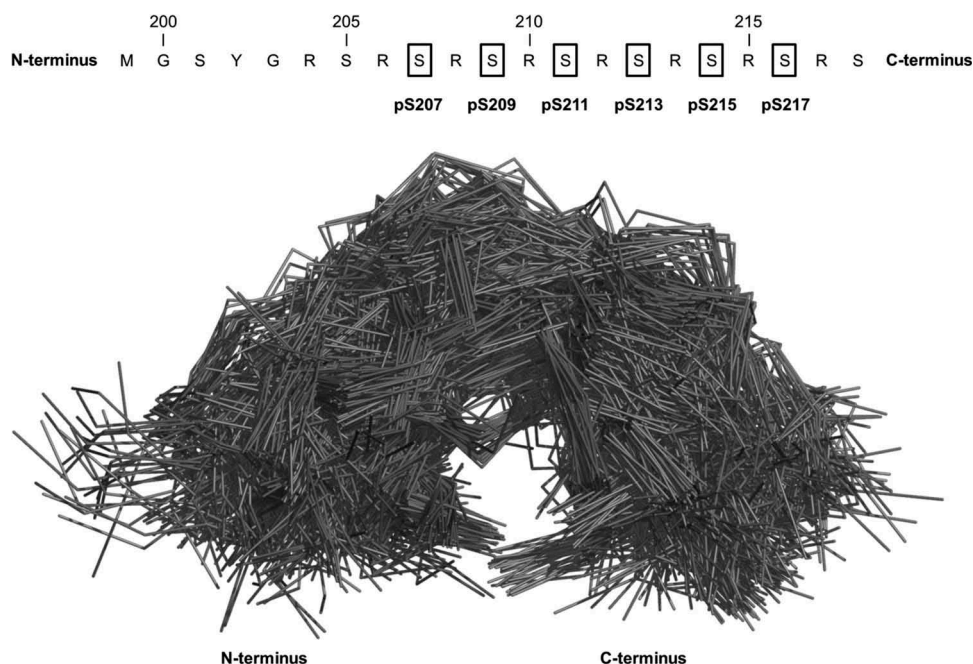 200 205 210 215
N-terminus M G S Y G R S R S R S R S R S R S R S R S C-terminus
pS207 pS209 pS211 pS213 pS215 pS217
N-terminus C-terminus